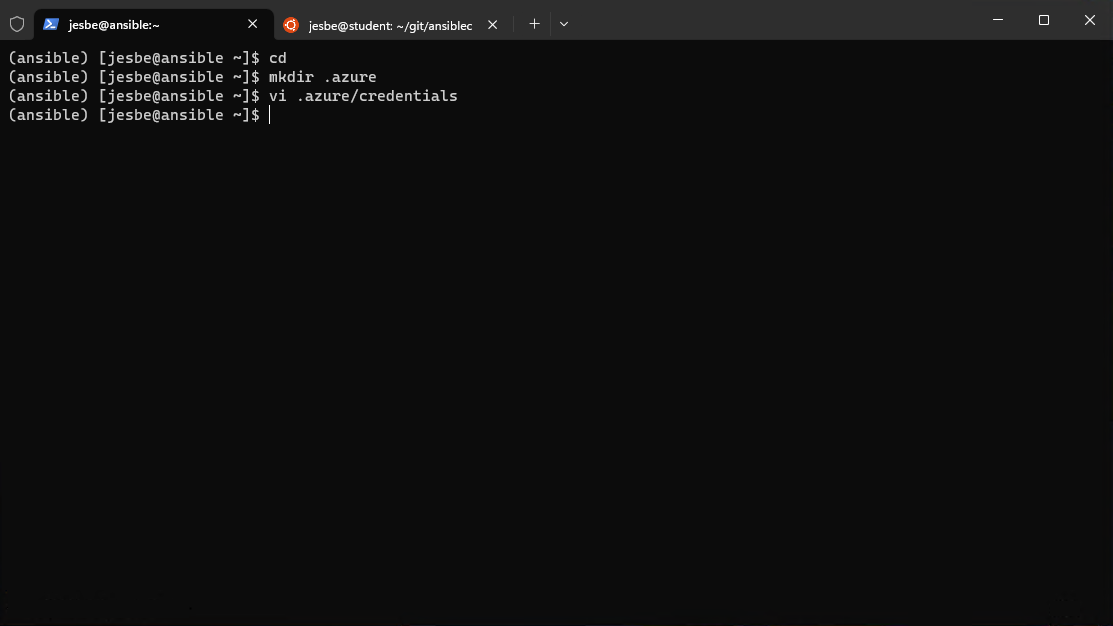 jesbe@ansible:~
jesbe@student: ~/git/ansiblec
(ansible) [jesbe@ansible ~]$ cd
(ansible) [jesbe@ansible ~]$ mkdir .azure
(ansible) [jesbe@ansible ~]$ vi .azure/credentials
(ansible) [jesbe@ansible ~]$